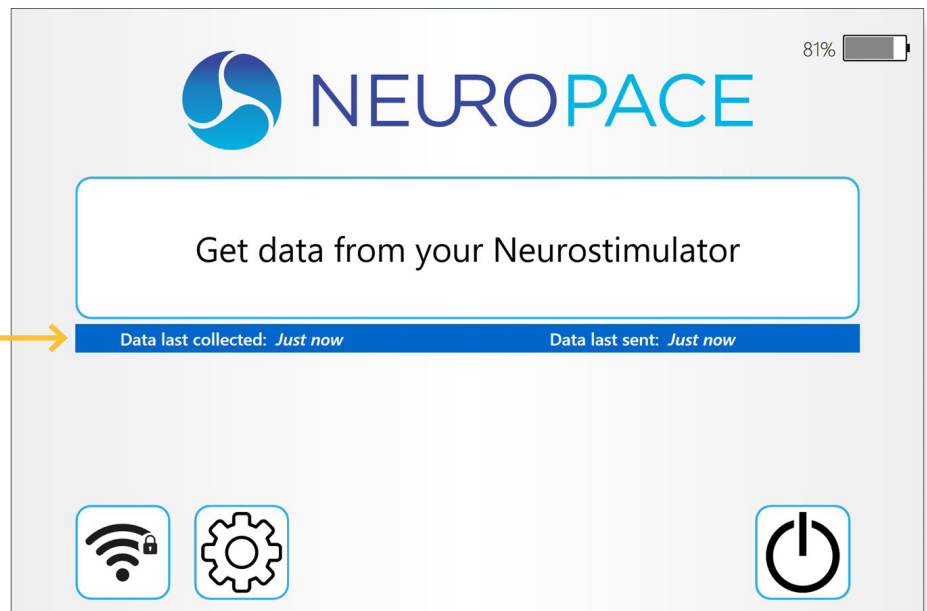 81%
NEUROPACE
Get data from your Neurostimulator
Data last collected: Just now Data last sent: Just now